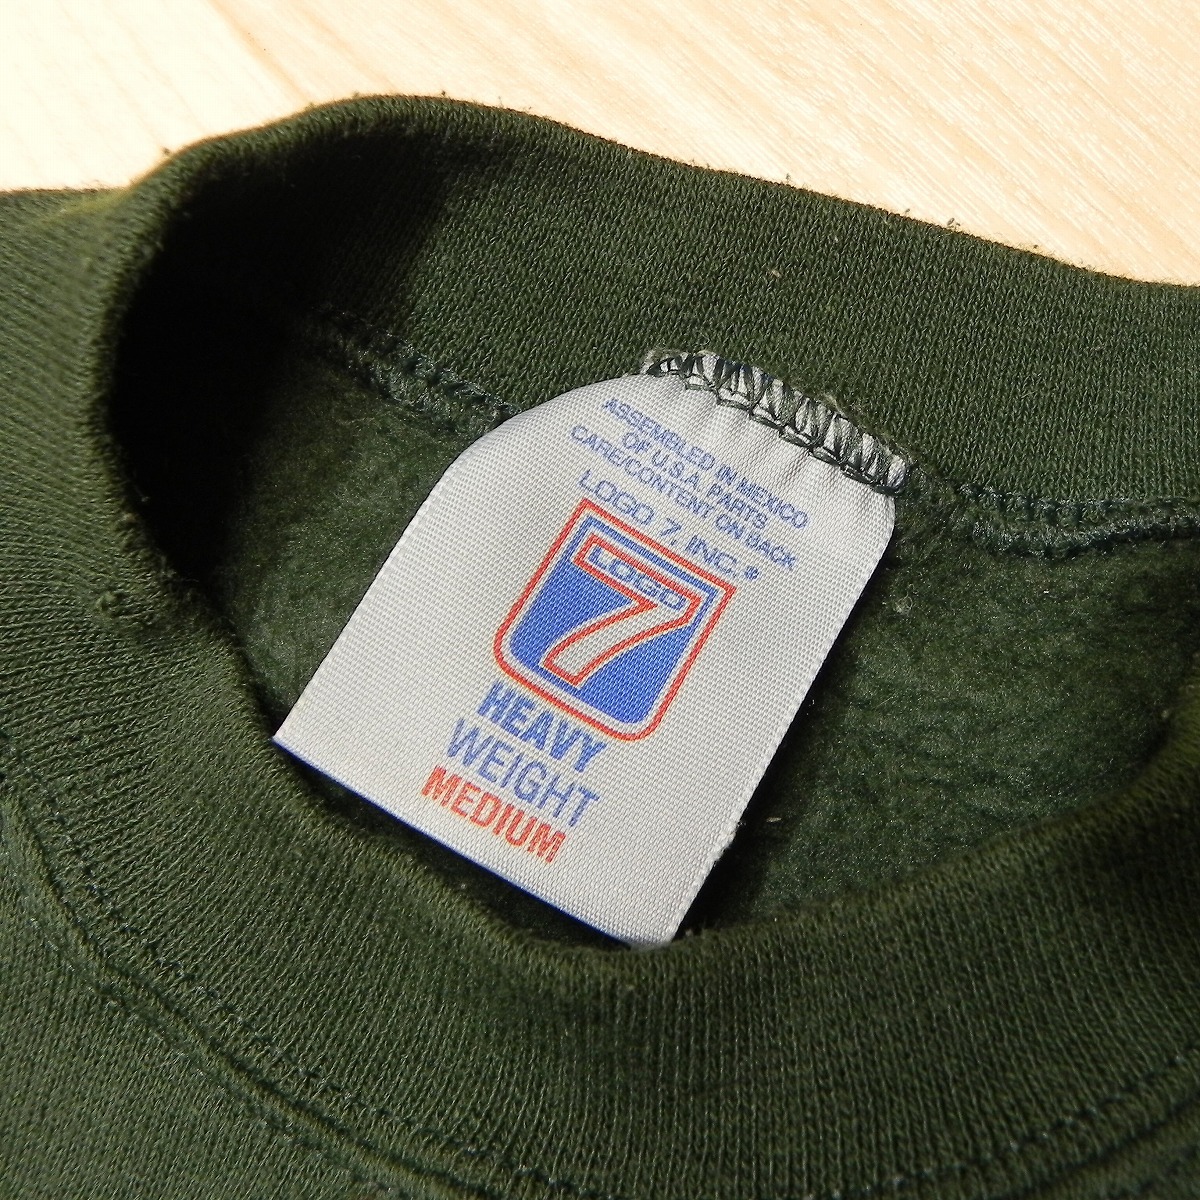 ASSEMBLED IN MEXICO
OF U.S.A. PARTS
CARE/CONTENT ON BACK
LOGO 7, INC.®
LOGO
7
HEAVY
WEIGHT
MEDIUM